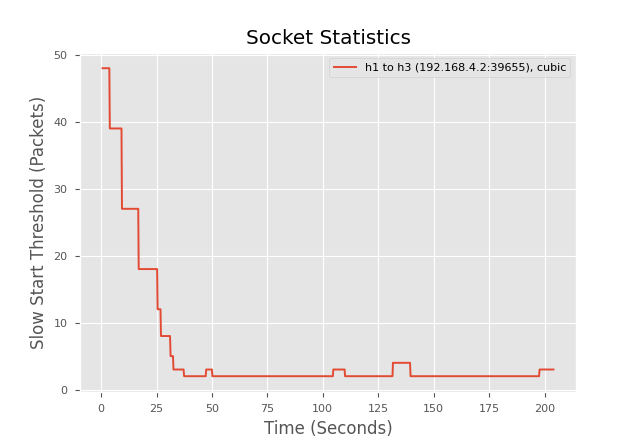 Socket Statistics
h1 to h3 (192.168.4.2:39655), cubic
Slow Start Threshold (Packets)
50
40
30
20
10
0
0 25 50 75 100 125 150 175 200
Time (Seconds)